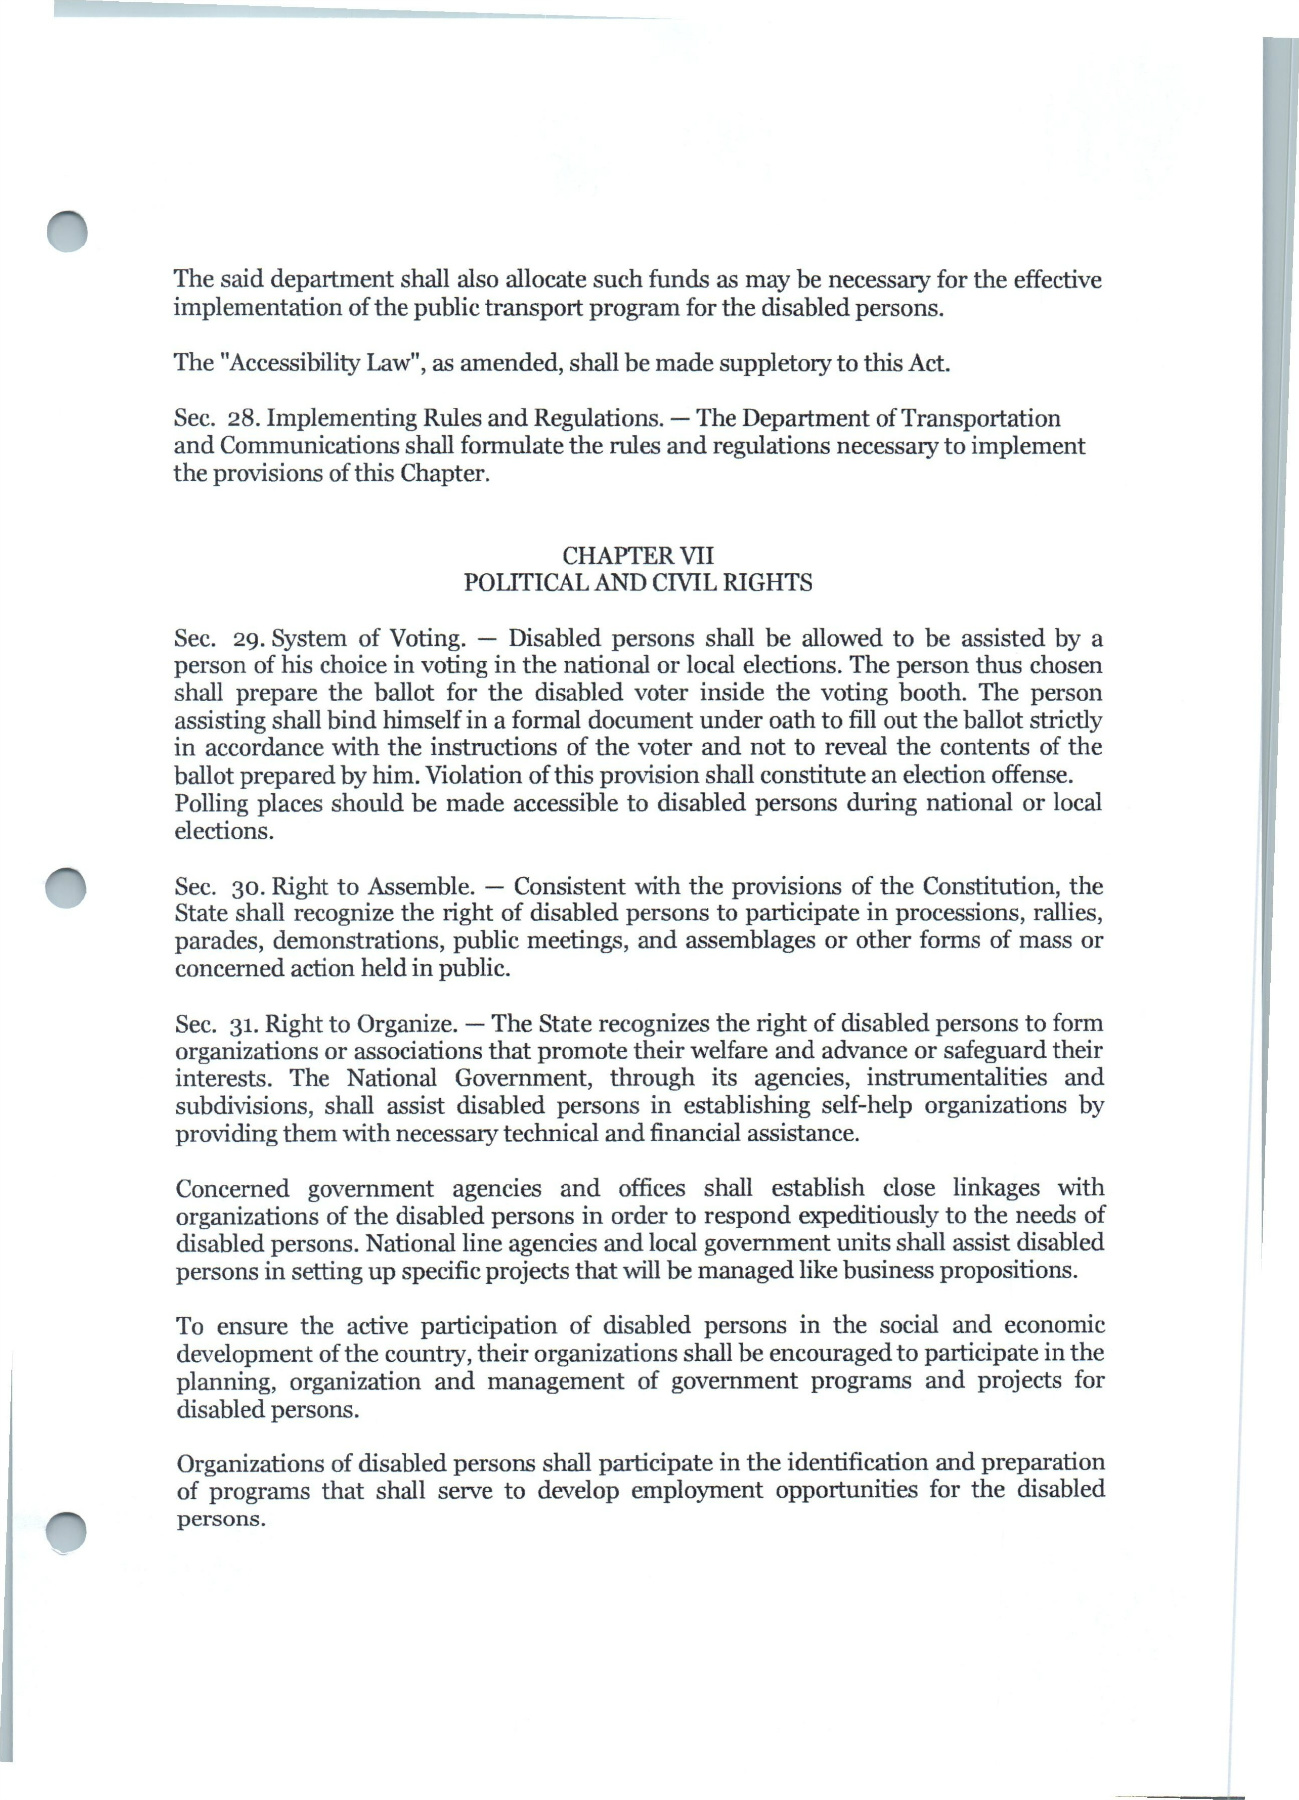 The said department shall also allocate such funds as may be necessary for the effective
implementation of the public transport program for the disabled persons.
The "Accessibility Law", as amended, shall be made suppletory to this Act.
Sec. 28. Implementing Rules and Regulations. — The Department of Transportation
and Communications shall formulate the rules and regulations necessary to implement
the provisions of this Chapter.
CHAPTER VII
POLITICAL AND CIVIL RIGHTS
Sec. 29. System of Voting. — Disabled persons shall be allowed to be assisted by a
person of his choice in voting in the national or local elections. The person thus chosen
shall prepare the ballot for the disabled voter inside the voting booth. The person
assisting shall bind himself in a formal document under oath to fill out the ballot strictly
in accordance with the instructions of the voter and not to reveal the contents of the
ballot prepared by him. Violation of this provision shall constitute an election offense.
Polling places should be made accessible to disabled persons during national or local
elections.
Sec. 30. Right to Assemble. — Consistent with the provisions of the Constitution, the
State shall recognize the right of disabled persons to participate in processions, rallies,
parades, demonstrations, public meetings, and assemblages or other forms of mass or
concerned action held in public.
Sec. 31. Right to Organize. — The State recognizes the right of disabled persons to form
organizations or associations that promote their welfare and advance or safeguard their
interests. The National Government, through its agencies, instrumentalities and
subdivisions, shall assist disabled persons in establishing self-help organizations by
providing them with necessary technical and financial assistance.
Concerned government agencies and offices shall establish close linkages with
organizations of the disabled persons in order to respond expeditiously to the needs of
disabled persons. National line agencies and local government units shall assist disabled
persons in setting up specific projects that will be managed like business propositions.
To ensure the active participation of disabled persons in the social and economic
development of the country, their organizations shall be encouraged to participate in the
planning, organization and management of government programs and projects for
disabled persons.
Organizations of disabled persons shall participate in the identification and preparation
of programs that shall serve to develop employment opportunities for the disabled
persons.